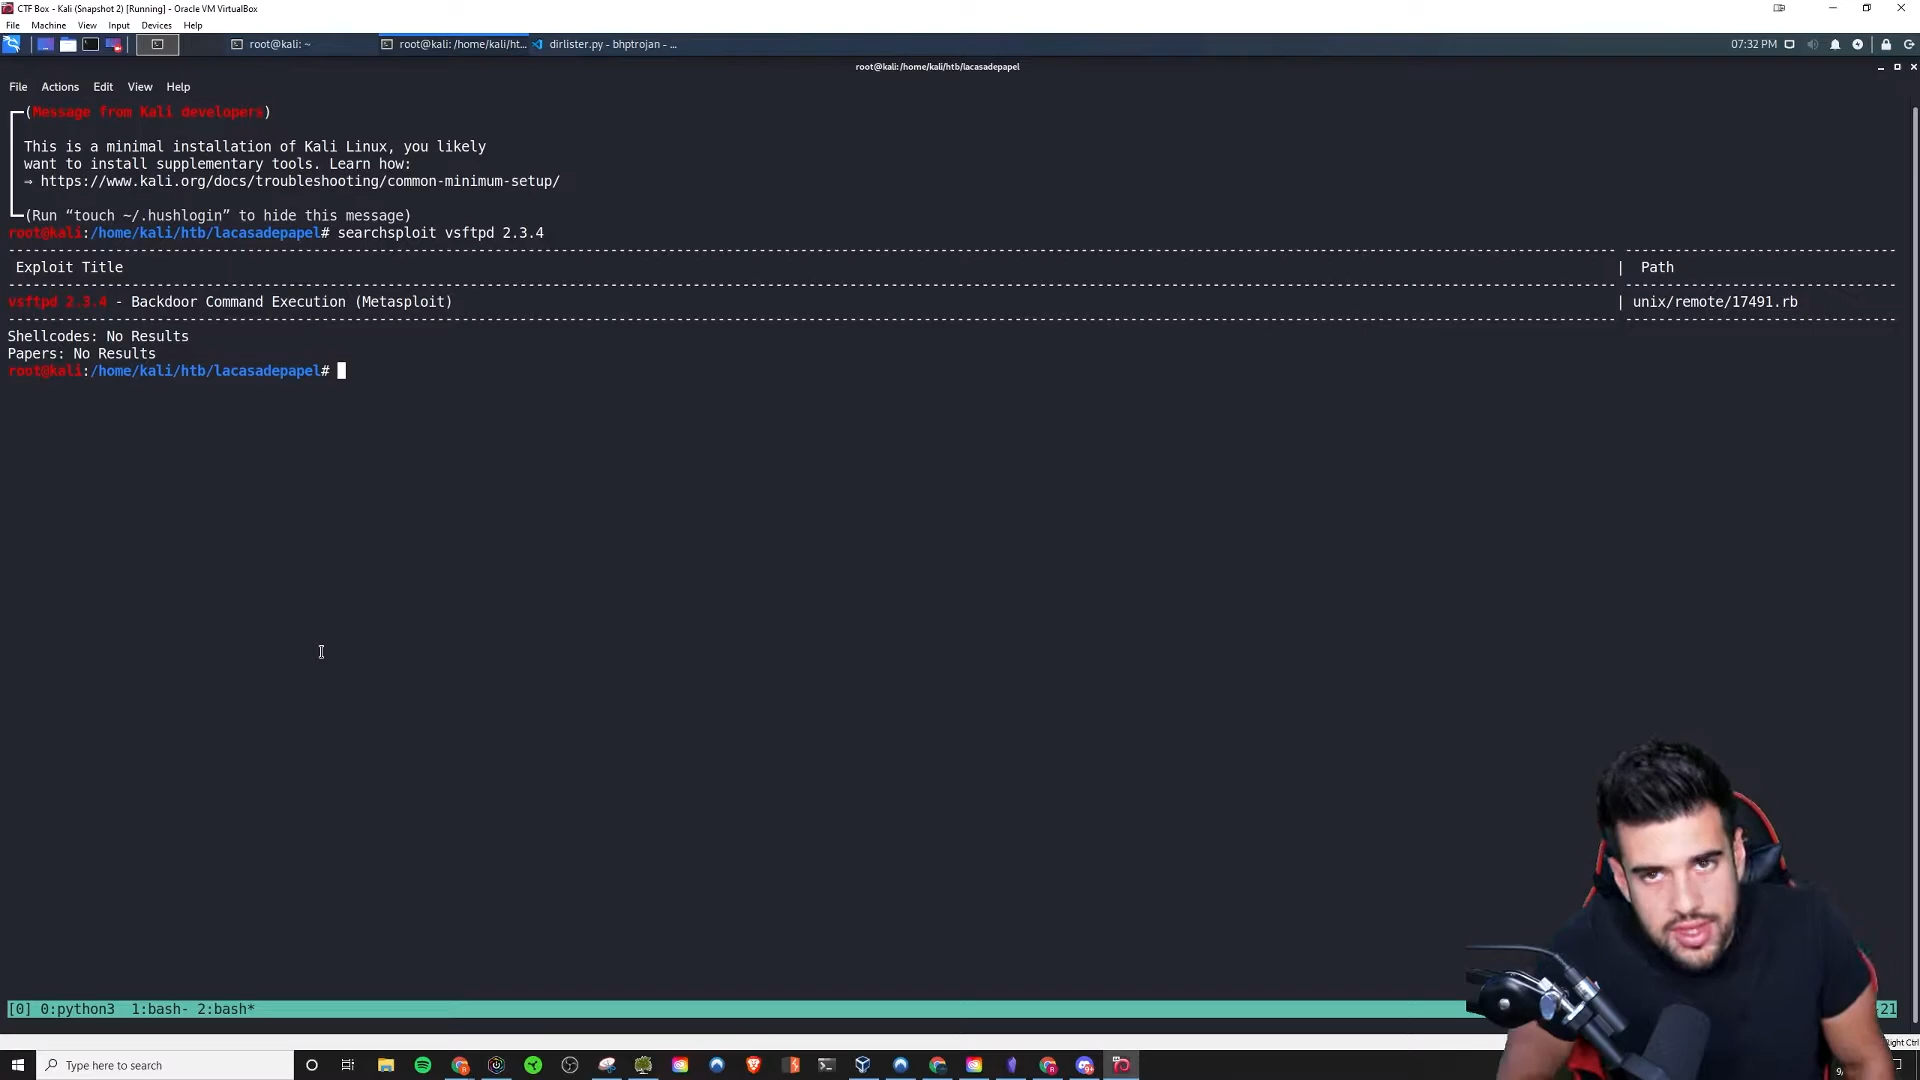 CTF Box - Kali (Snapshot 2) [Running] - Oracle VM VirtualBox
File Machine View Input Devices Help
root@kali: ~ root@kali: /home/kali/ht... dirlister.py - bhptrojan - ... 07:32 PM
root@kali: /home/kali/htb/lacasadepapel
File Actions Edit View Help
(Message from Kali developers)
This is a minimal installation of Kali Linux, you likely
want to install supplementary tools. Learn how:
⇒ https://www.kali.org/docs/troubleshooting/common-minimum-setup/
(Run “touch ~/.hushlogin” to hide this message)
root@kali:/home/kali/htb/lacasadepapel# searchsploit vsftpd 2.3.4
Exploit Title | Path
vsftpd 2.3.4 - Backdoor Command Execution (Metasploit) | unix/remote/17491.rb
Shellcodes: No Results
Papers: No Results
root@kali:/home/kali/htb/lacasadepapel#
[0] 0:python3 1:bash- 2:bash* 21
Right Ctrl
Type here to search
9/